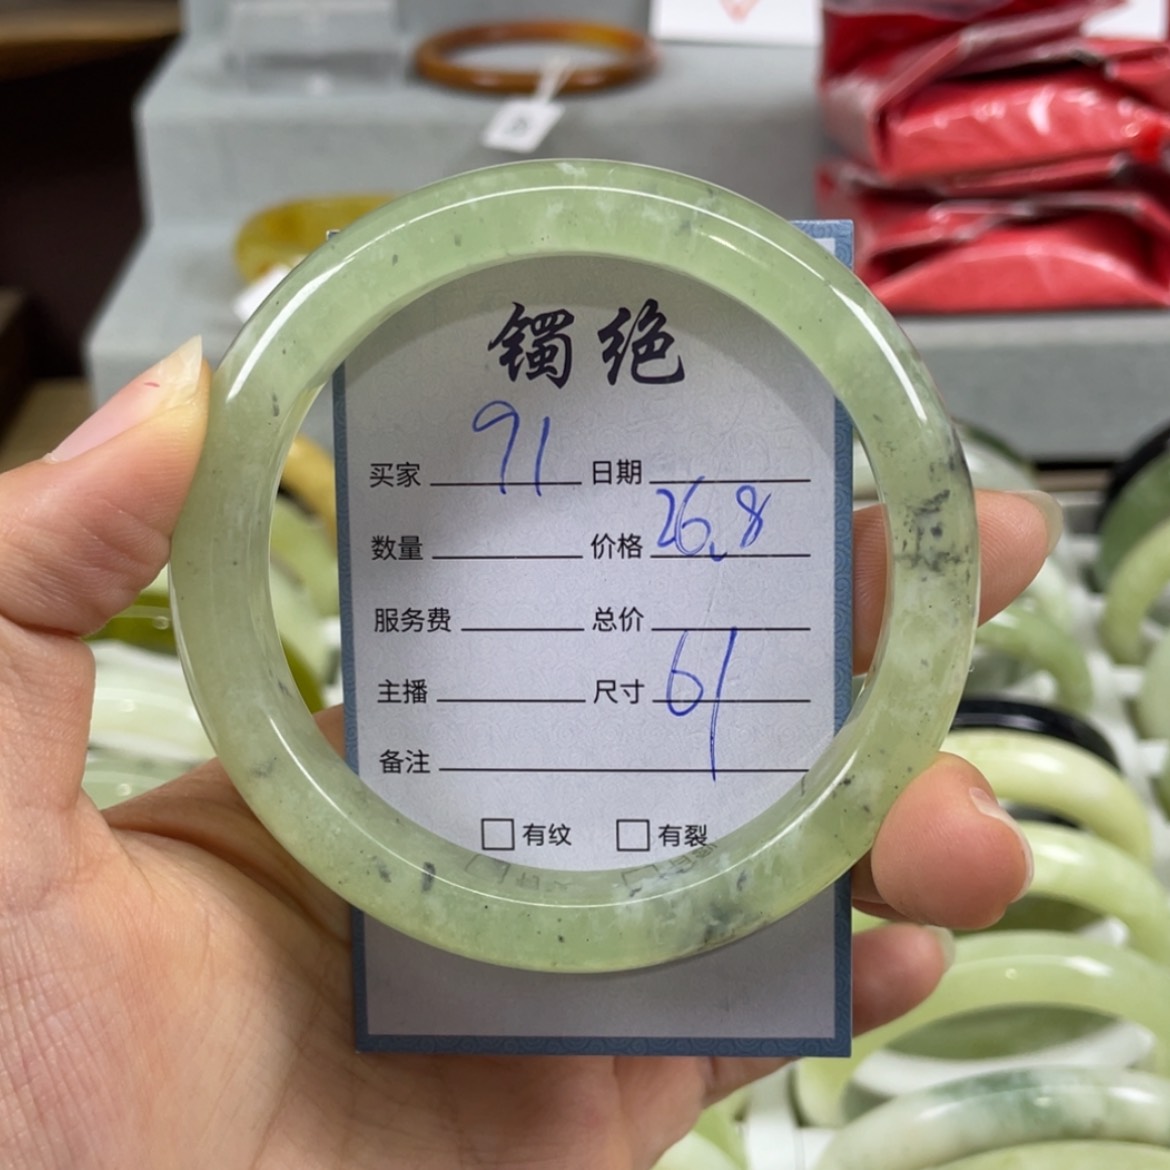 镯绝
买家 91 日期
数量 价格 26.8
服务费 总价
主播 尺寸 61
备注
□有纹 □有裂